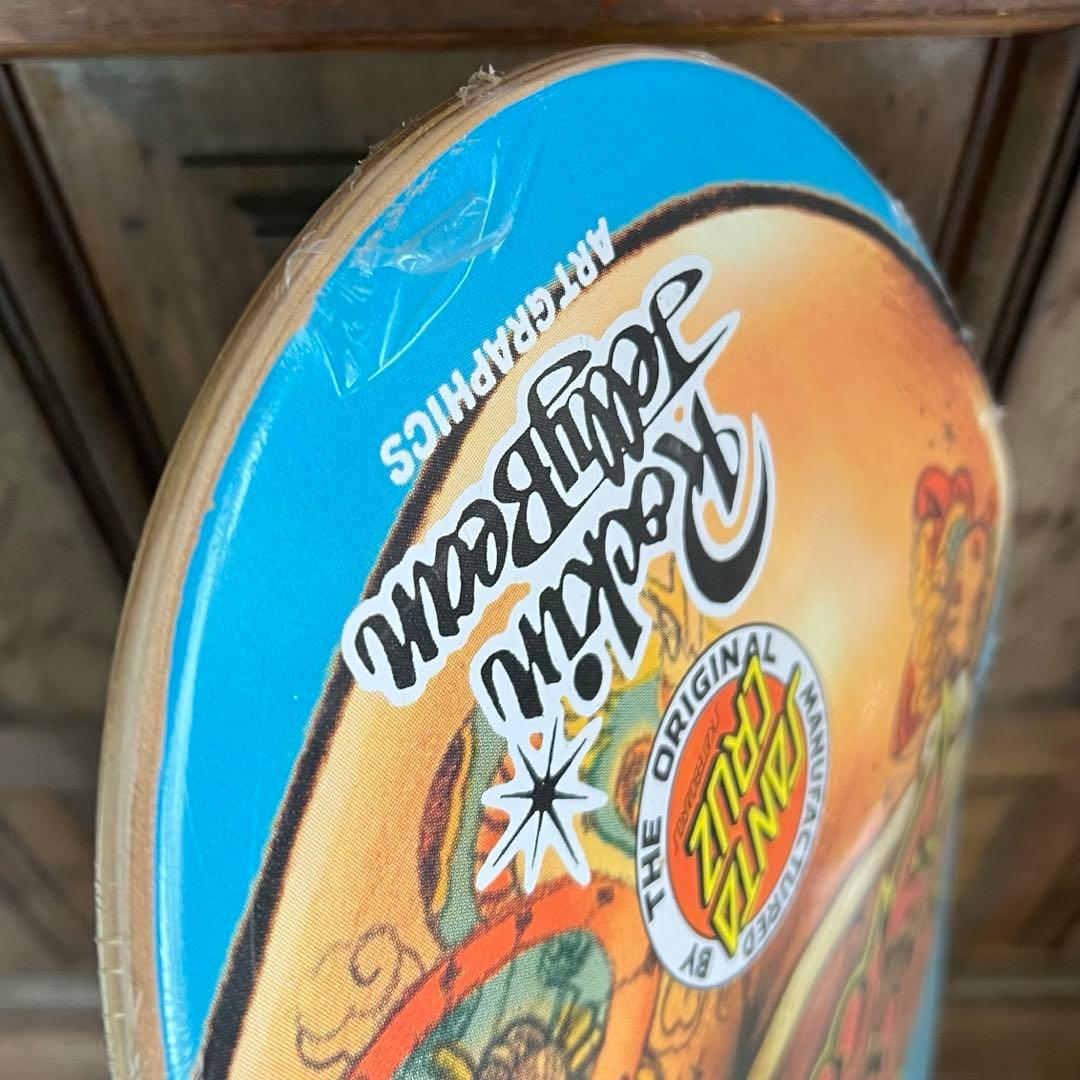 ART GRAPHICS
Rockin
JellyBean
MANUFACTURED BY
THE ORIGINAL
SANTA
CRUZ